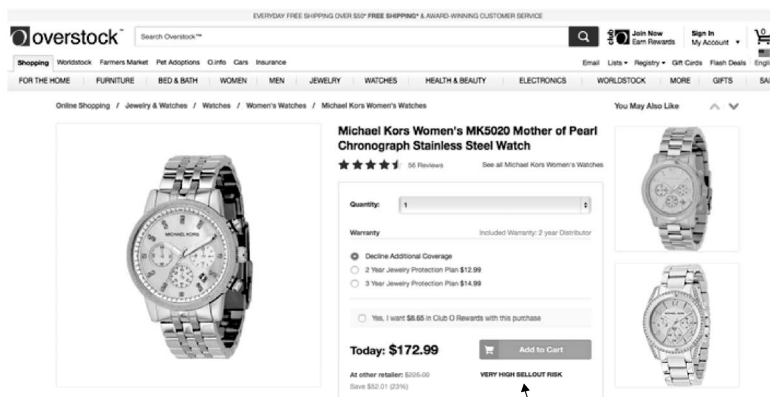 EVERYDAY FREE SHIPPING OVER $50* FREE SHIPPING* & AWARD-WINNING CUSTOMER SERVICE
overstock™ Search Overstock™ club O Join Now Sign In 0
Earn Rewards My Account
Shopping Worldstock Farmers Market Pet Adoptions O.info Cars Insurance Email Lists Registry Gift Cards Flash Deals Engli
FOR THE HOME FURNITURE BED & BATH WOMEN MEN JEWELRY WATCHES HEALTH & BEAUTY ELECTRONICS WORLDSTOCK MORE GIFTS SA
Online Shopping / Jewelry & Watches / Watches / Women's Watches / Michael Kors Women's Watches
You May Also Like
Michael Kors Women's MK5020 Mother of Pearl
Chronograph Stainless Steel Watch
56 Reviews See all Michael Kors Women's Watches
Quantity: 1
Warranty Included Warranty: 2 year Distributor
Decline Additional Coverage
2 Year Jewelry Protection Plan $12.99
3 Year Jewelry Protection Plan $14.99
Yes, I want $8.65 in Club O Rewards with this purchase
Today: $172.99 Add to Cart
At other retailer: $225.00 VERY HIGH SELLOUT RISK
Save $52.01 (23%)
MICHAEL KORS